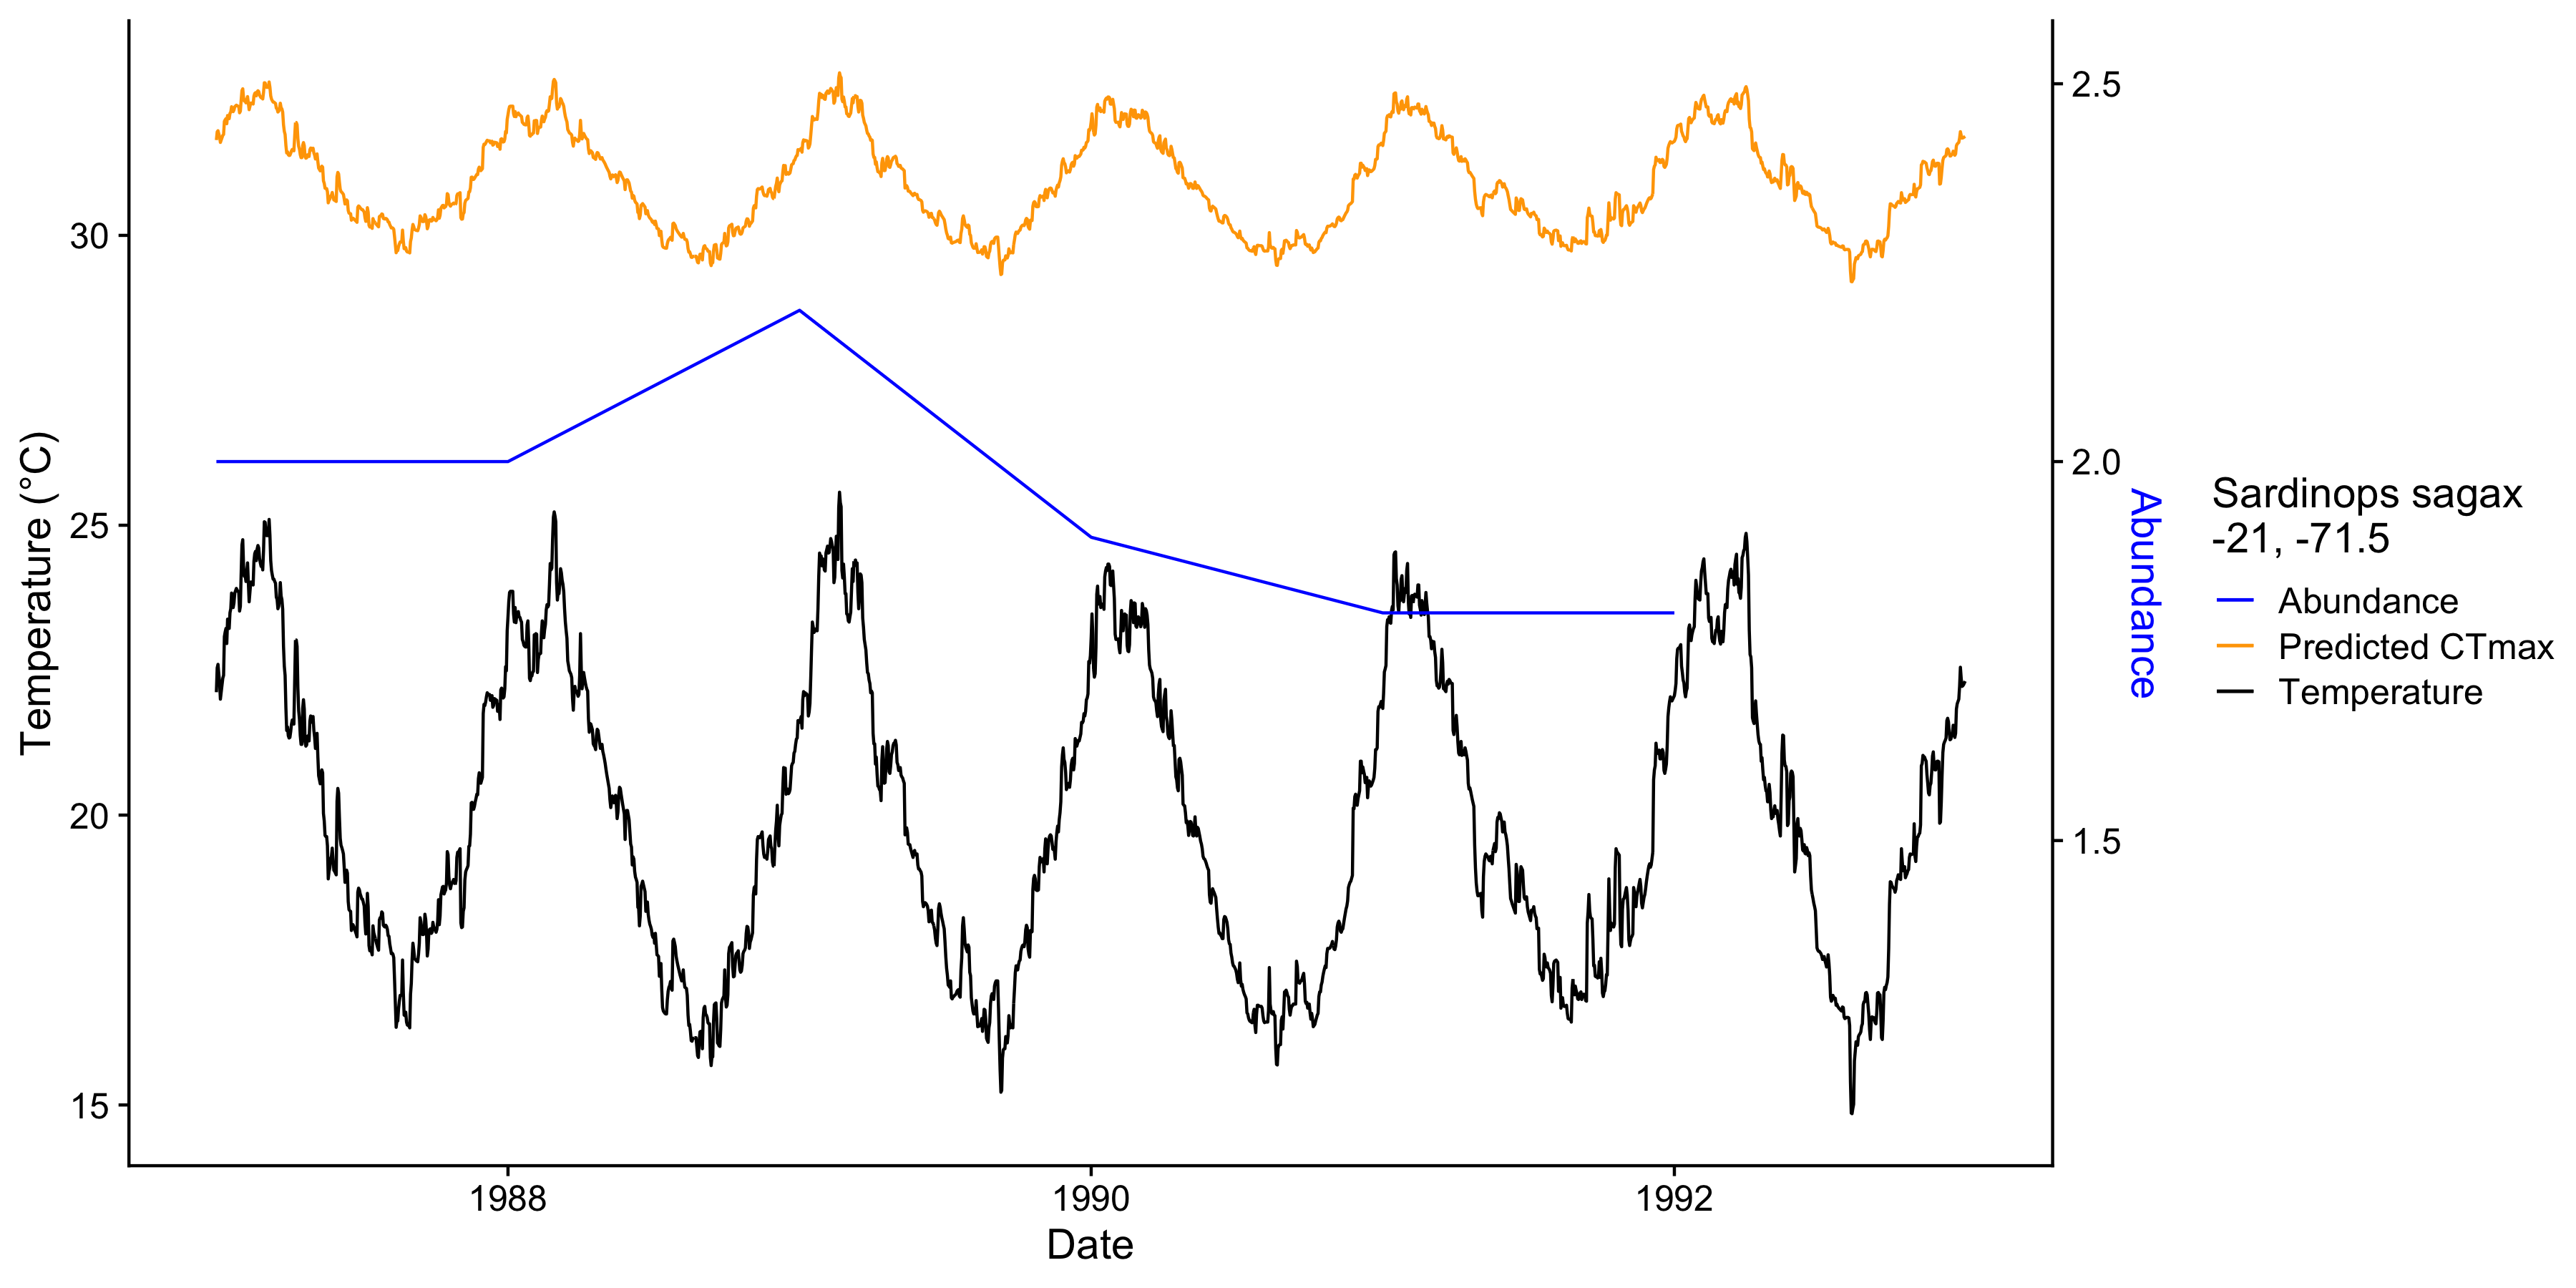 Temperature (°C)
30
25
20
15
1988
1990
1992
Date
2.5
2.0
1.5
Abundance
Sardinops sagax
-21, -71.5
Abundance
Predicted CTmax
Temperature